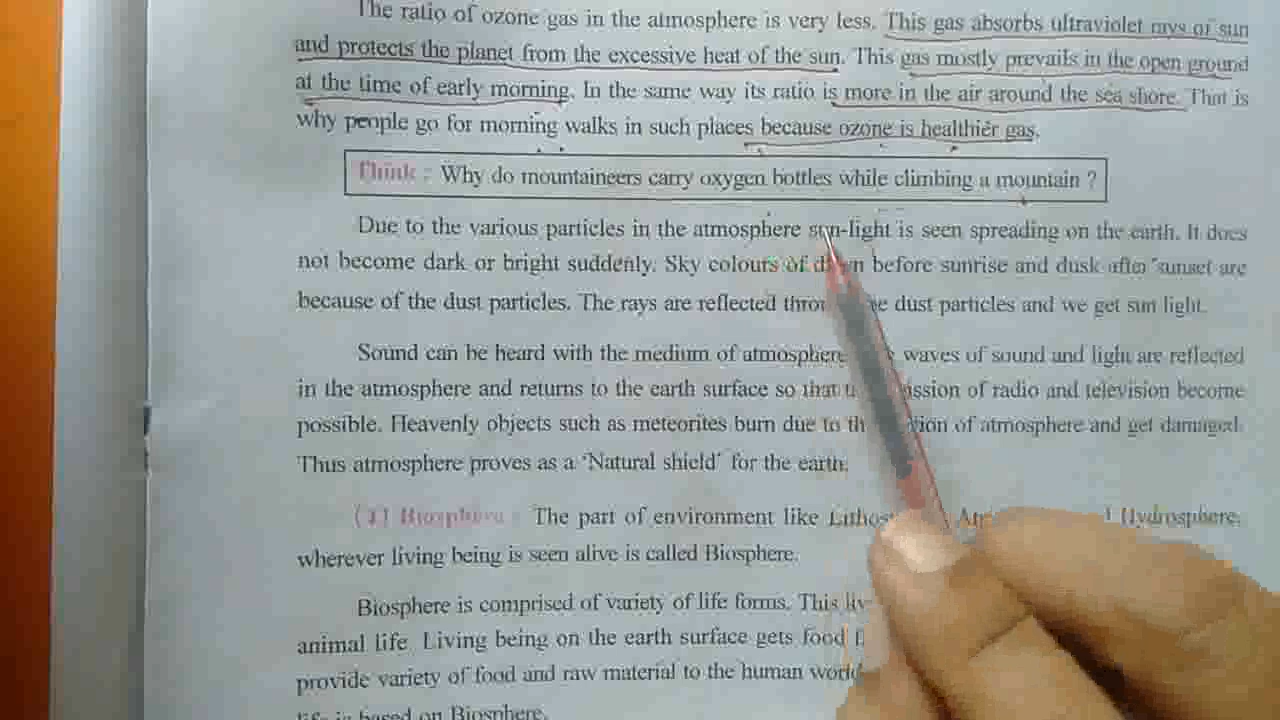 The ratio of ozone gas in the atmosphere is very less. This gas absorbs ultraviolet rays of sun
and protects the planet from the excessive heat of the sun. This gas mostly prevails in the open ground
at the time of early morning. In the same way its ratio is more in the air around the sea shore. That is
why people go for morning walks in such places because ozone is healthier gas.
Think : Why do mountaineers carry oxygen bottles while climbing a mountain ?
Due to the various particles in the atmosphere sun-light is seen spreading on the earth. It does
not become dark or bright suddenly. Sky colours of dawn before sunrise and dusk after sunset are
because of the dust particles. The rays are reflected dust particles and we get sun light.
Sound can be heard with the medium of atmosphere waves of sound and light are reflected
in the atmosphere and returns to the earth surface so that of radio and television become
possible. Heavenly objects such as meteorites burn due to of atmosphere and get damaged.
Thus atmosphere proves as a 'Natural shield' for the earth.
Biosphere : The part of environment like Hydrosphere,
wherever living being is seen alive is called Biosphere.
Biosphere is comprised of variety of life forms. This
animal life. Living being on the earth surface gets food
provide variety of food and raw material to the human
life is based on Biosphere.